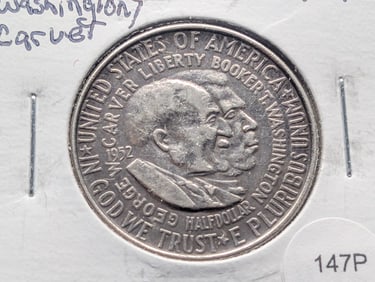 Washington/
Carver
UNITED STATES OF AMERICA
E PLURIBUS UNUM
IN GOD WE TRUST
GEORGE W. CARVER LIBERTY BOOKER T. WASHINGTON
HALF DOLLAR
1952
147P